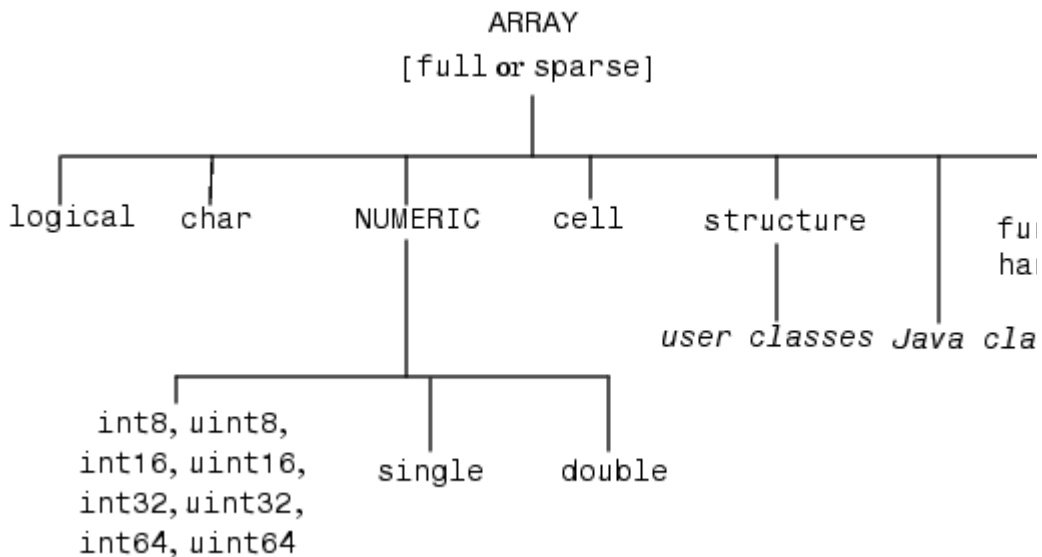 ARRAY
[full or sparse]
logical char NUMERIC cell structure
user classes Java
int8, uint8,
int16, uint16,
int32, uint32,
int64, uint64
single double